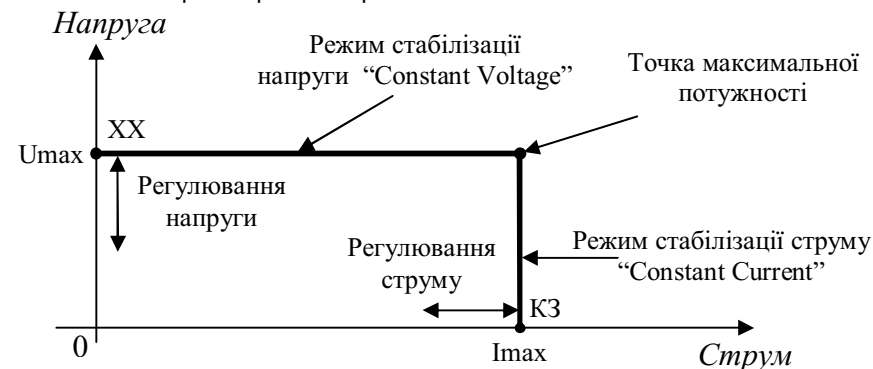 Напруга
Режим стабілізації
напруги “Constant Voltage”
Точка максимальної
потужності
ХХ
Umax
Регулювання
напруги
Регулювання
струму
Режим стабілізації струму
“Constant Current”
КЗ
0
Imax
Струм